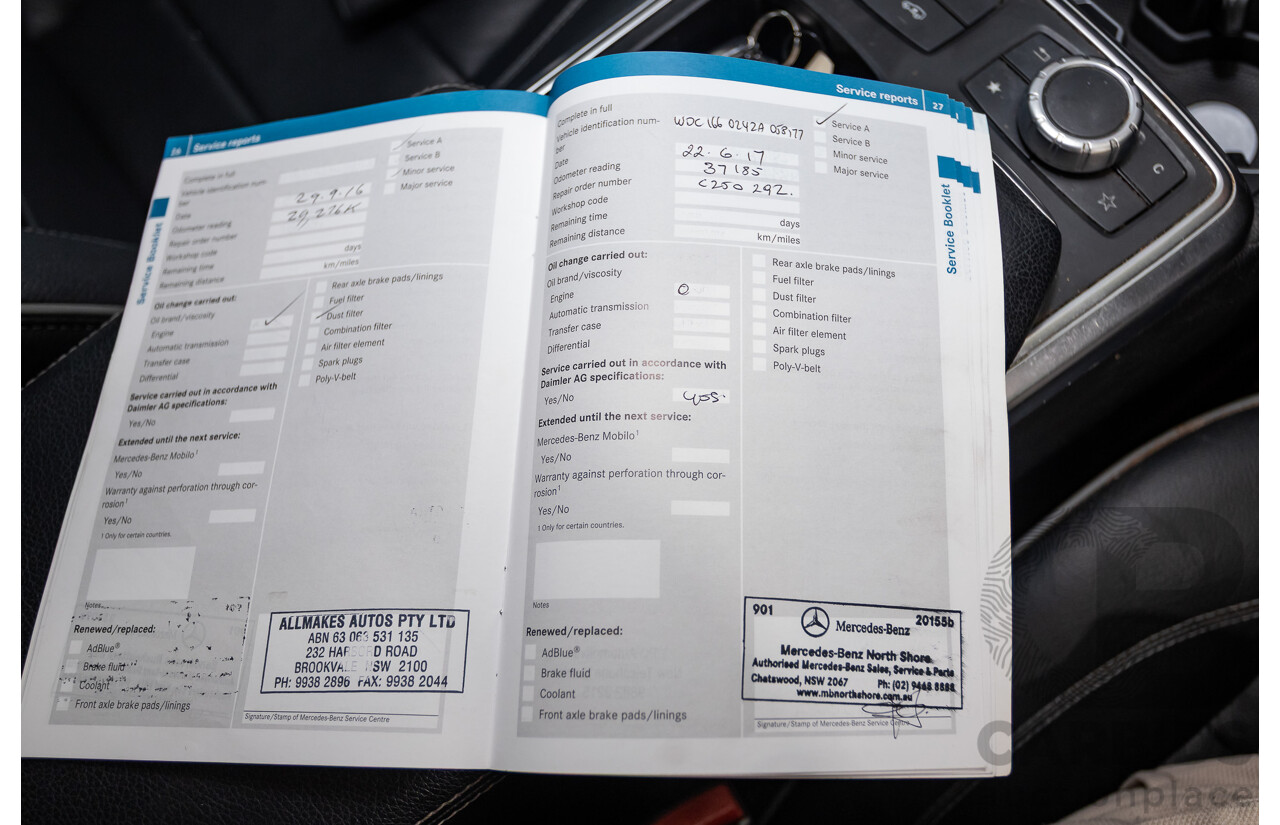 26 | Service reports
Complete in full
Vehicle identification num-
ber
Date 29.9.16
Odometer reading 29,276K
Repair order number
Workshop code
Remaining time days
Remaining distance km/miles
Service A
Service B
Minor service
Major service
Service Booklet
Oil change carried out:
Oil brand/viscosity
Engine
Automatic transmission
Transfer case
Differential
Service carried out in accordance with
Daimler AG specifications:
Yes/No
Extended until the next service:
Mercedes-Benz Mobilo¹
Yes/No
Warranty against perforation through cor-
rosion¹
Yes/No
1 Only for certain countries.
Notes
Renewed/replaced:
AdBlue®
Brake fluid
Coolant
Front axle brake pads/linings
Rear axle brake pads/linings
Fuel filter
Dust filter
Combination filter
Air filter element
Spark plugs
Poly-V-belt
ALLMAKES AUTOS PTY LTD
ABN 63 063 531 135
232 HAR D ROAD
BROOKVA NSW 2100
PH: 9938 2896 FAX: 9938 2044
Signature/Stamp of Mercedes-Benz Service Centre
Service reports | 27
Complete in full
Vehicle identification num-
ber WDC166 0242A 058177
Date 22.6.17
Odometer reading 37185
Repair order number C250 292.
Workshop code
Remaining time days
Remaining distance km/miles
Service A
Service B
Minor service
Major service
Service Booklet
Oil change carried out:
Oil brand/viscosity
Engine 0
Automatic transmission
Transfer case
Differential
Service carried out in accordance with
Daimler AG specifications:
Yes/No yes.
Extended until the next service:
Mercedes-Benz Mobilo¹
Yes/No
Warranty against perforation through cor-
rosion¹
Yes/No
1 Only for certain countries.
Notes
Renewed/replaced:
AdBlue®
Brake fluid
Coolant
Front axle brake pads/linings
Rear axle brake pads/linings
Fuel filter
Dust filter
Combination filter
Air filter element
Spark plugs
Poly-V-belt
901 Mercedes-Benz 20155b
Mercedes-Benz North Shore
Authorised Mercedes-Benz Sales, Service & Parts
Chatswood, NSW 2067 Ph: (02) 9448 8888
www.mbnorthshore.com.au
Signature/Stamp of Mercedes-Benz Service Centre